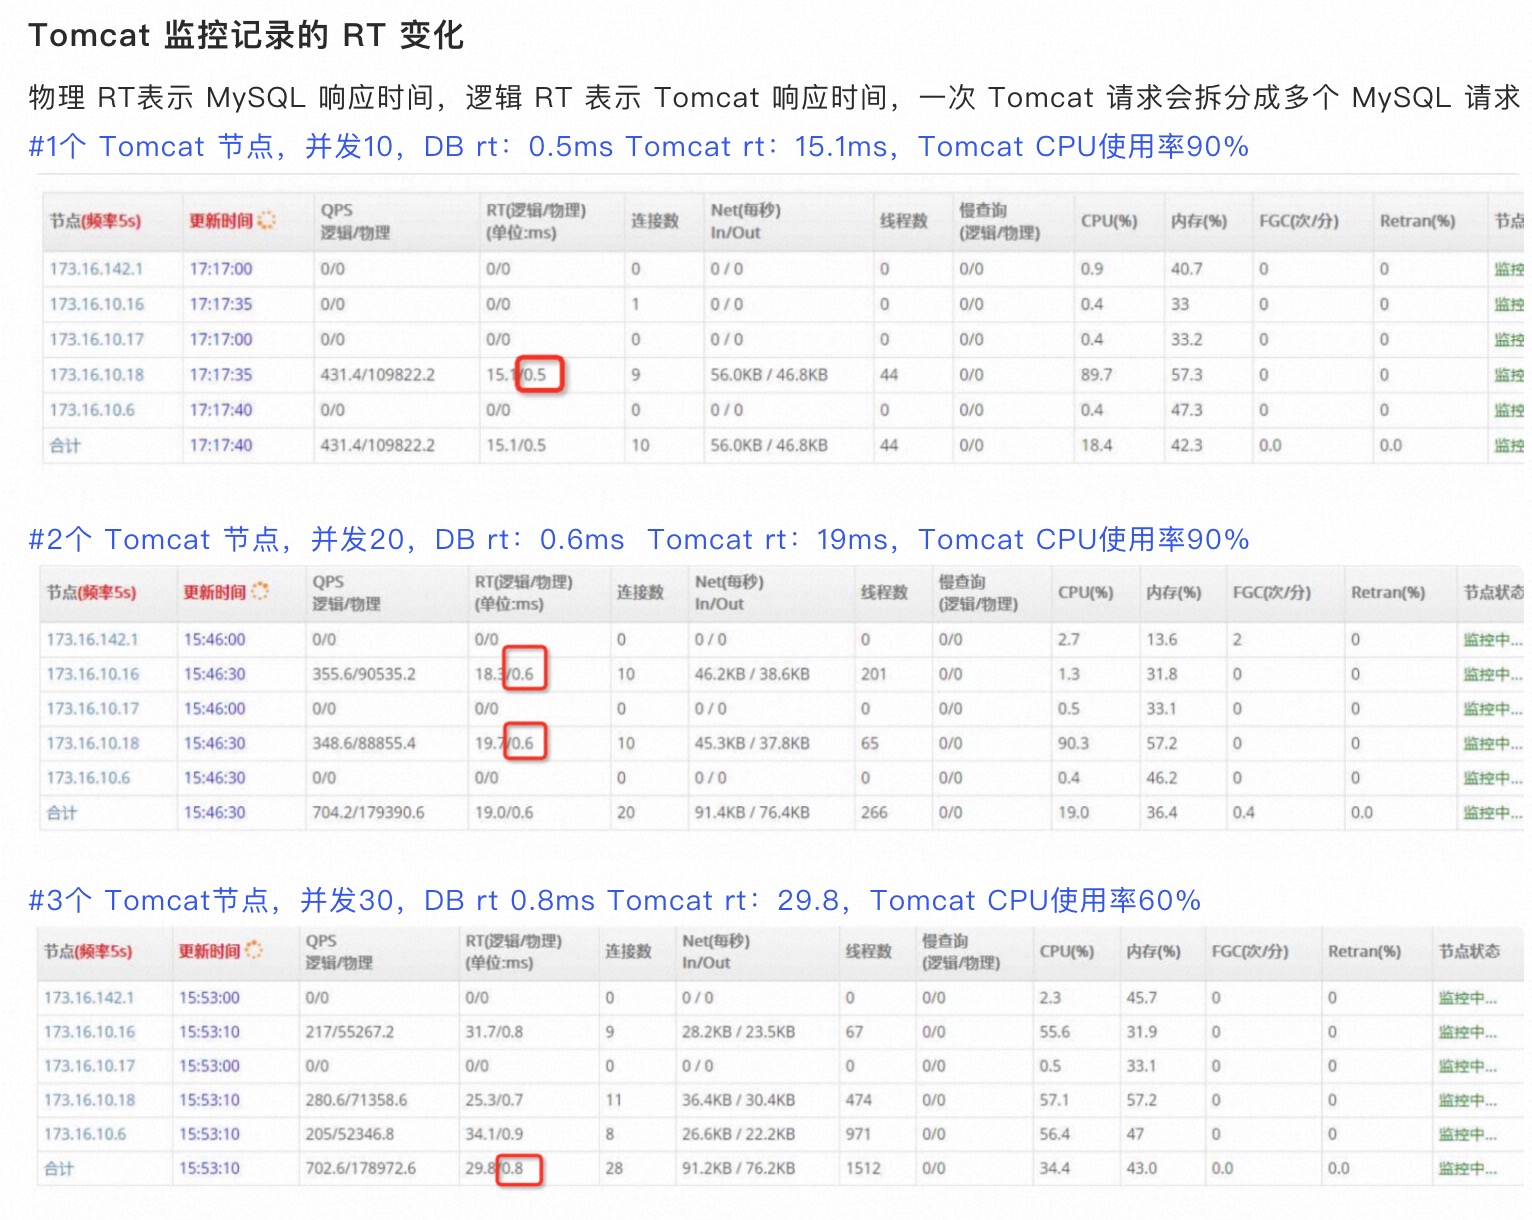 Tomcat 监控记录的 RT 变化
物理 RT表示 MySQL 响应时间，逻辑 RT 表示 Tomcat 响应时间，一次 Tomcat 请求会拆分成多个 MySQL 请求
#1个 Tomcat 节点，并发10，DB rt：0.5ms Tomcat rt：15.1ms，Tomcat CPU使用率90%
节点(频率5s) 更新时间 QPS 逻辑/物理 RT(逻辑/物理) (单位:ms) 连接数 Net(每秒) In/Out 线程数 慢查询 (逻辑/物理) CPU(%) 内存(%) FGC(次/分) Retran(%) 节点
173.16.142.1 17:17:00 0/0 0/0 0 0 / 0 0 0/0 0.9 40.7 0 0 监控
173.16.10.16 17:17:35 0/0 0/0 1 0 / 0 0 0/0 0.4 33 0 0 监控
173.16.10.17 17:17:00 0/0 0/0 0 0 / 0 0 0/0 0.4 33.2 0 0 监控
173.16.10.18 17:17:35 431.4/109822.2 15.1/0.5 9 56.0KB / 46.8KB 44 0/0 89.7 57.3 0 0 监控
173.16.10.6 17:17:40 0/0 0/0 0 0 / 0 0 0/0 0.4 47.3 0 0 监控
合计 17:17:40 431.4/109822.2 15.1/0.5 10 56.0KB / 46.8KB 44 0/0 18.4 42.3 0.0 0.0 监控
#2个 Tomcat 节点，并发20，DB rt：0.6ms Tomcat rt：19ms，Tomcat CPU使用率90%
节点(频率5s) 更新时间 QPS 逻辑/物理 RT(逻辑/物理) (单位:ms) 连接数 Net(每秒) In/Out 线程数 慢查询 (逻辑/物理) CPU(%) 内存(%) FGC(次/分) Retran(%) 节点状态
173.16.142.1 15:46:00 0/0 0/0 0 0 / 0 0 0/0 2.7 13.6 2 0 监控中...
173.16.10.16 15:46:30 355.6/90535.2 18.3/0.6 10 46.2KB / 38.6KB 201 0/0 1.3 31.8 0 0 监控中...
173.16.10.17 15:46:00 0/0 0/0 0 0 / 0 0 0/0 0.5 33.1 0 0 监控中...
173.16.10.18 15:46:30 348.6/88855.4 19.7/0.6 10 45.3KB / 37.8KB 65 0/0 90.3 57.2 0 0 监控中...
173.16.10.6 15:46:30 0/0 0/0 0 0 / 0 0 0/0 0.4 46.2 0 0 监控中...
合计 15:46:30 704.2/179390.6 19.0/0.6 20 91.4KB / 76.4KB 266 0/0 19.0 36.4 0.4 0.0 监控中...
#3个 Tomcat节点，并发30，DB rt 0.8ms Tomcat rt：29.8，Tomcat CPU使用率60%
节点(频率5s) 更新时间 QPS 逻辑/物理 RT(逻辑/物理) (单位:ms) 连接数 Net(每秒) In/Out 线程数 慢查询 (逻辑/物理) CPU(%) 内存(%) FGC(次/分) Retran(%) 节点状态
173.16.142.1 15:53:00 0/0 0/0 0 0 / 0 0 0/0 2.3 45.7 0 0 监控中...
173.16.10.16 15:53:10 217/55267.2 31.7/0.8 9 28.2KB / 23.5KB 67 0/0 55.6 31.9 0 0 监控中...
173.16.10.17 15:53:00 0/0 0/0 0 0 / 0 0 0/0 0.5 33.1 0 0 监控中...
173.16.10.18 15:53:10 280.6/71358.6 25.3/0.7 11 36.4KB / 30.4KB 474 0/0 57.1 57.2 0 0 监控中...
173.16.10.6 15:53:10 205/52346.8 34.1/0.9 8 26.6KB / 22.2KB 971 0/0 56.4 47 0 0 监控中...
合计 15:53:10 702.6/178972.6 29.8/0.8 28 91.2KB / 76.2KB 1512 0/0 34.4 43.0 0.0 0.0 监控中...